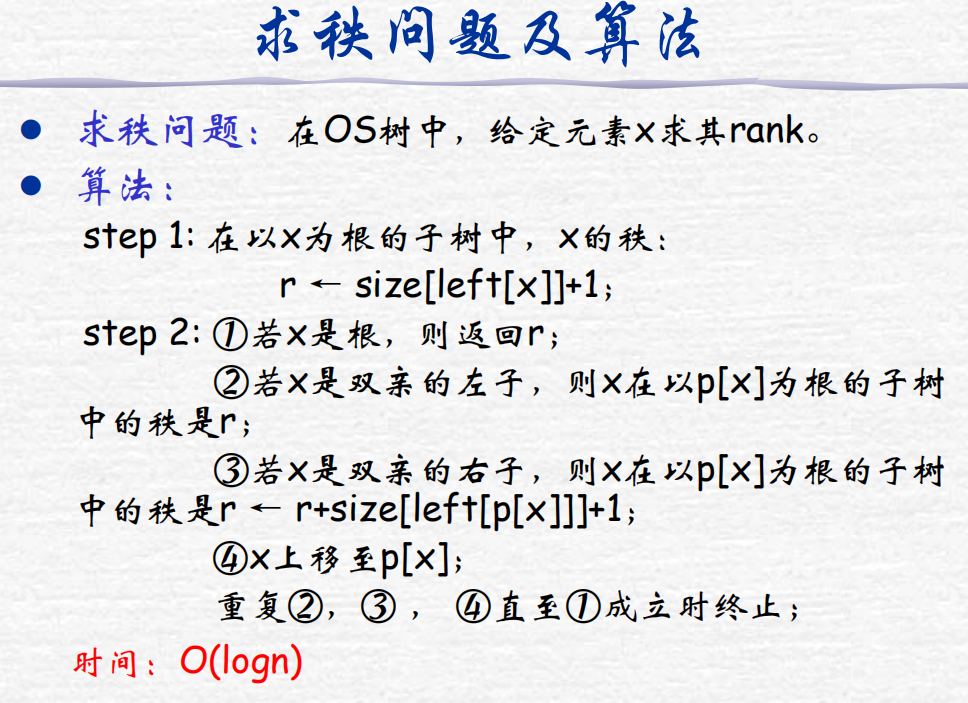 求秩问题及算法
● 求秩问题：在OS树中，给定元素x求其rank。
● 算法：
step 1: 在以x为根的子树中，x的秩：
r ← size[left[x]]+1；
step 2: ①若x是根，则返回r；
②若x是双亲的左子，则x在以p[x]为根的子树
中的秩是r；
③若x是双亲的右子，则x在以p[x]为根的子树
中的秩是r ← r+size[left[p[x]]]+1；
④x上移至p[x]；
重复②，③，④直至①成立时终止；
时间：O(logn)